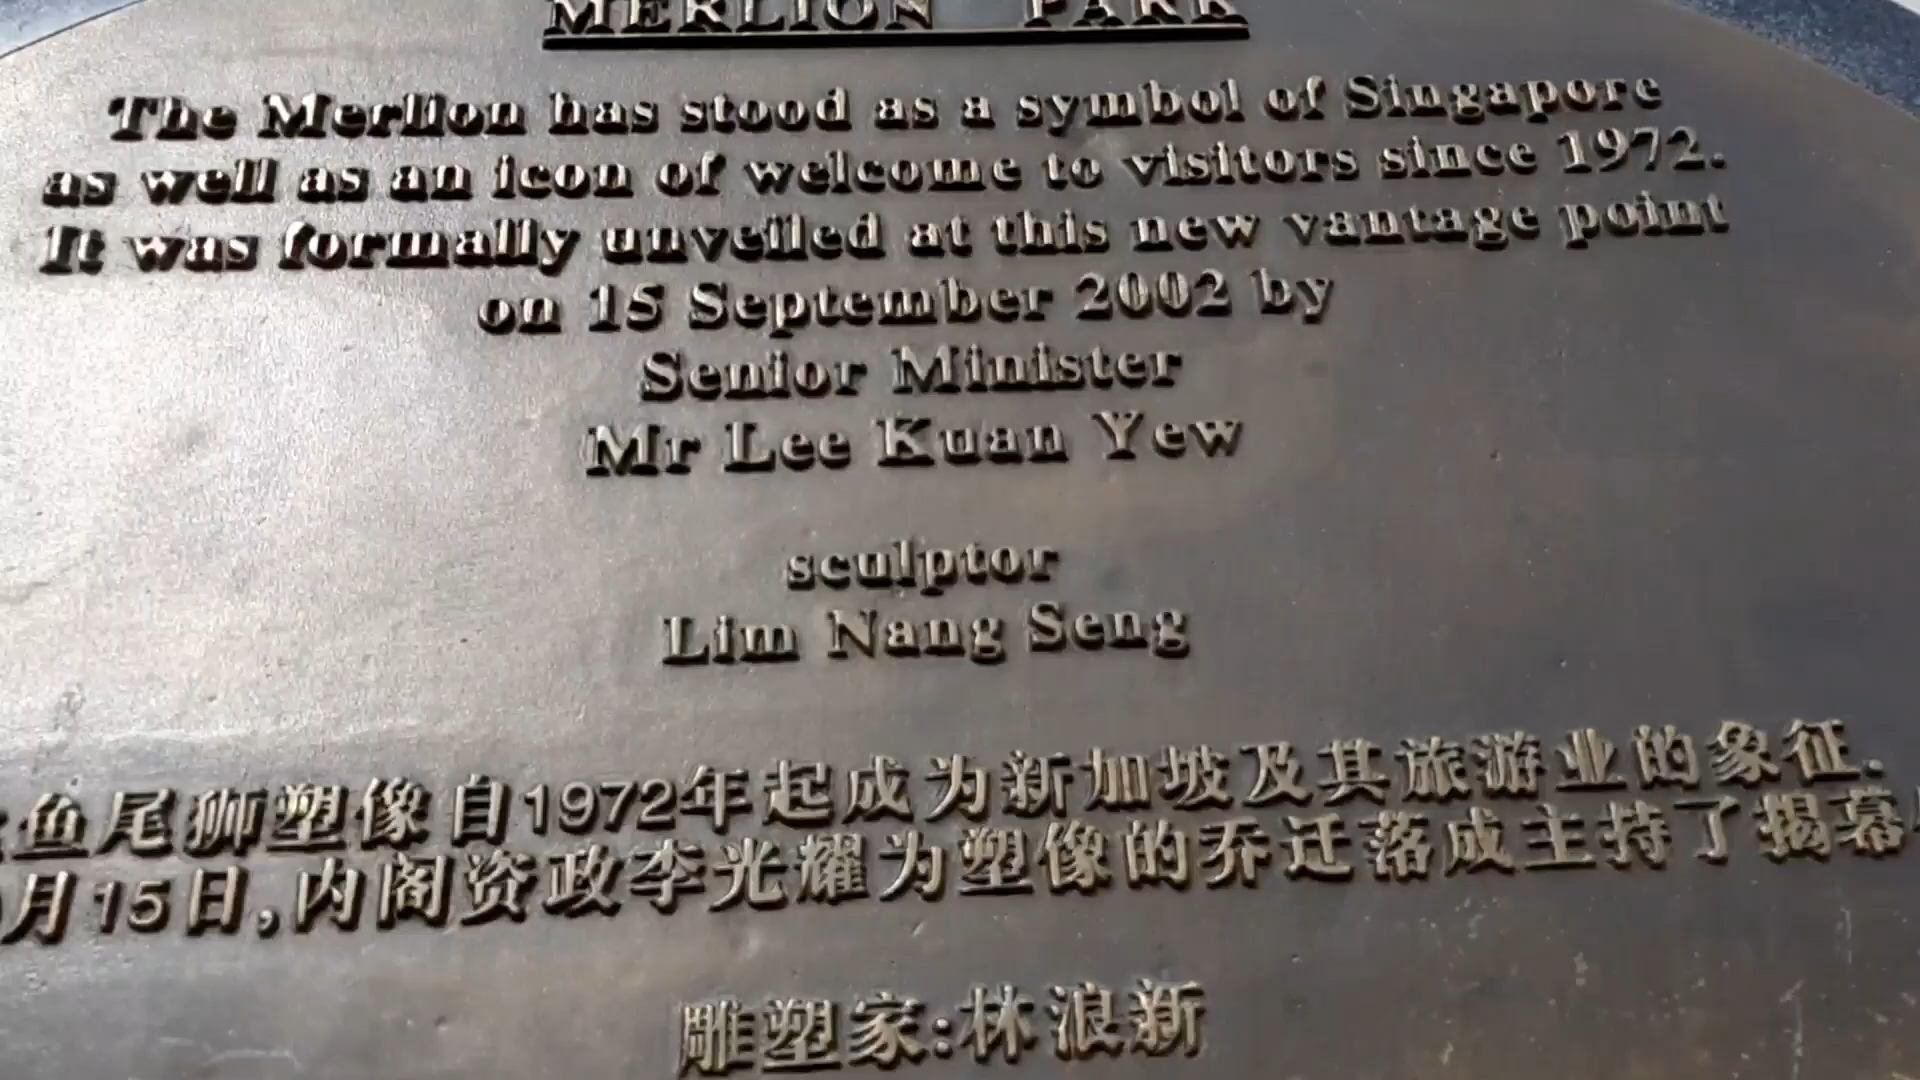 MERLION PARK
The Merlion has stood as a symbol of Singapore
as well as an icon of welcome to visitors since 1972.
It was formally unveiled at this new vantage point
on 15 September 2002 by
Senior Minister
Mr Lee Kuan Yew
sculptor
Lim Nang Seng
鱼尾狮塑像自1972年起成为新加坡及其旅游业的象征.
月15日,内阁资政李光耀为塑像的乔迁落成主持了揭幕
雕塑家:林浪新